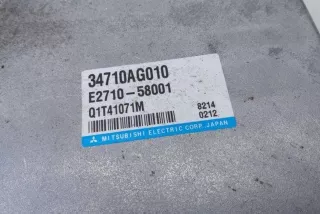 34710AG010
E2710-58001
Q1T41071M
8214
0212
MITSUBISHI ELECTRIC CORP. JAPAN